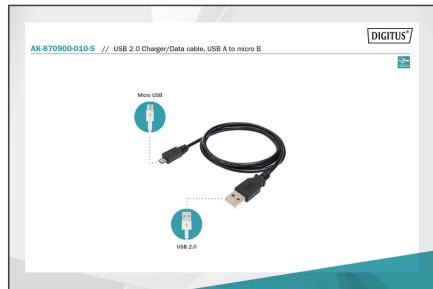 DIGITUS®
AK-870900-010-S // USB 2.0 Charger/Data cable, USB A to micro B
Micro USB
USB 2.0